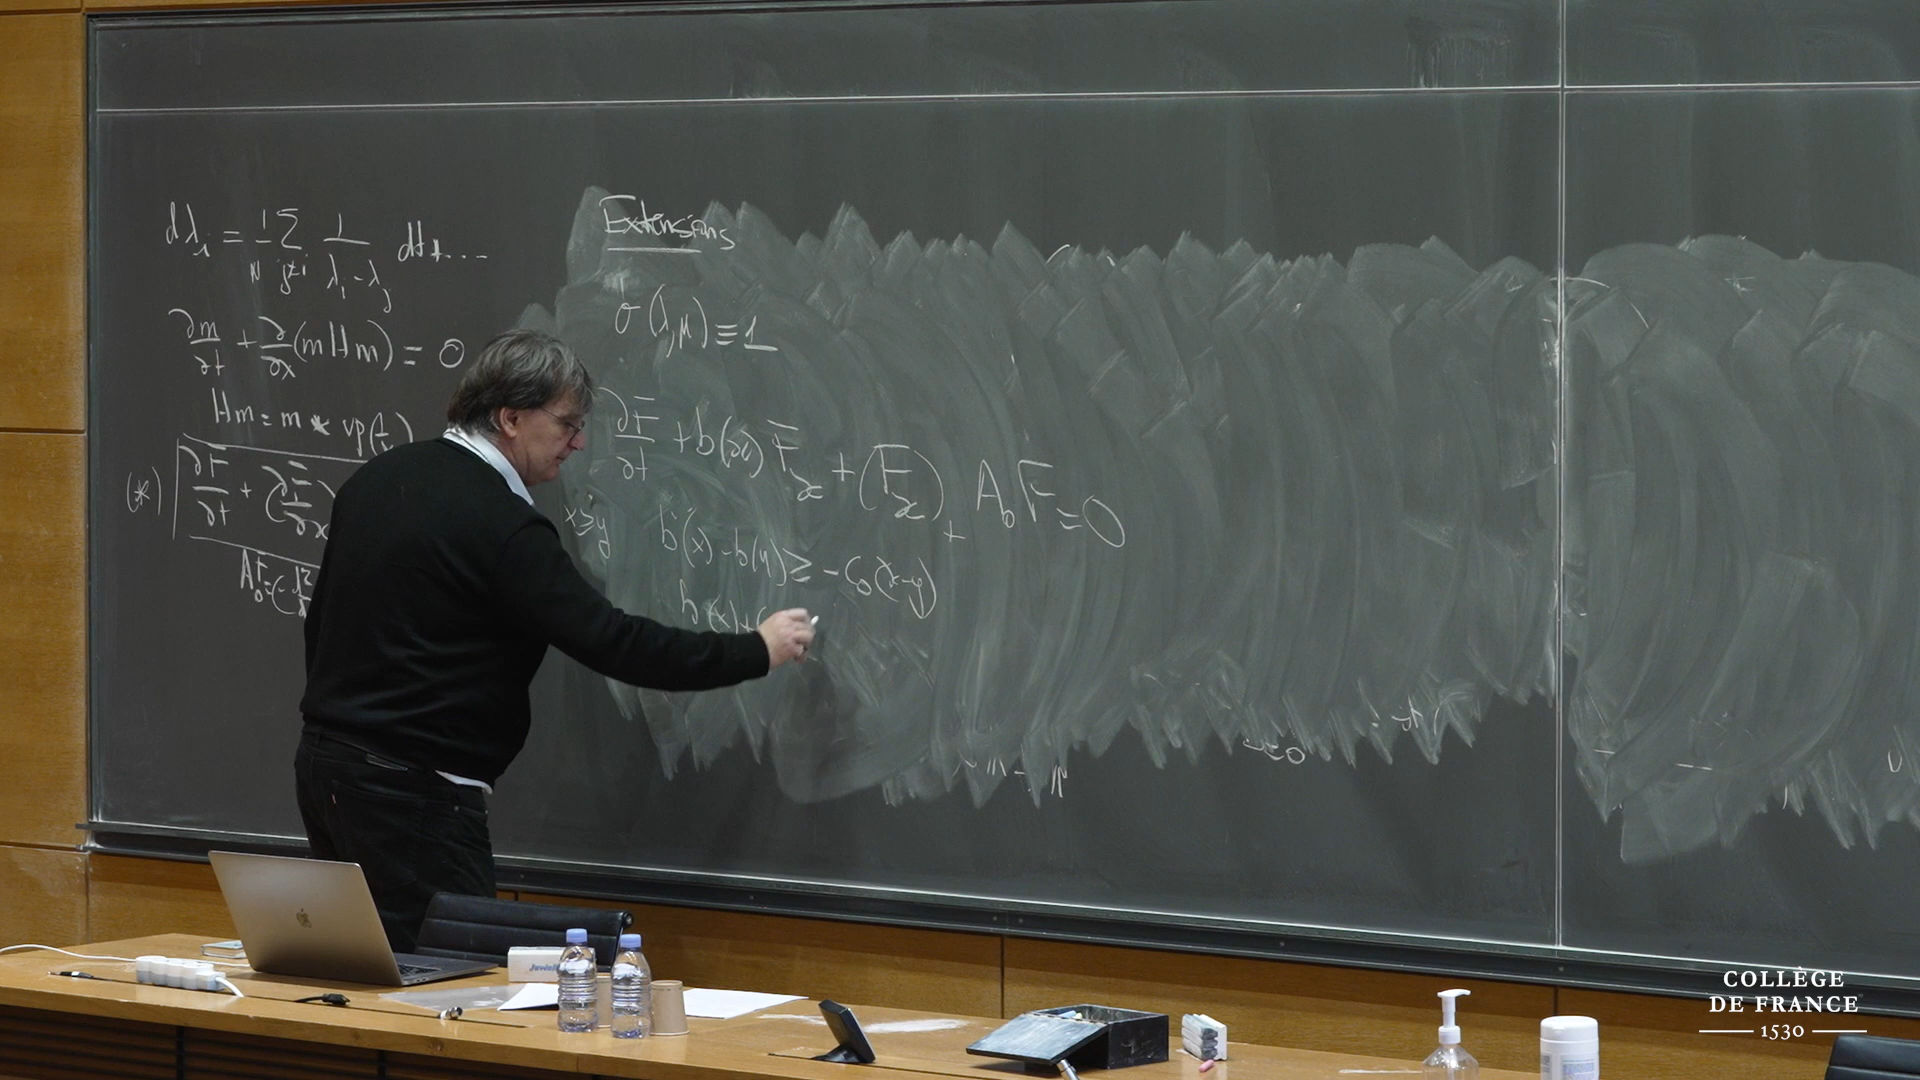 dλ_i = 1/N Σ_{j≠i} 1/(λ_i - λ_j) dt + ...
∂m/∂t + ∂/∂x (m Hm) = 0
Hm = m * vp(1/x)
(*) ∂F/∂t + (∂F/∂x)
A_0 F = (-
Extensions
σ(λ,μ) ≡ 1
∂F/∂t + b(x) F_x + (F_x)_+ A_0 F = 0
x ≥ y b(x) - b(y) ≥ -C_0(x-y)
b(x) + C
COLLÈGE
DE FRANCE
1530